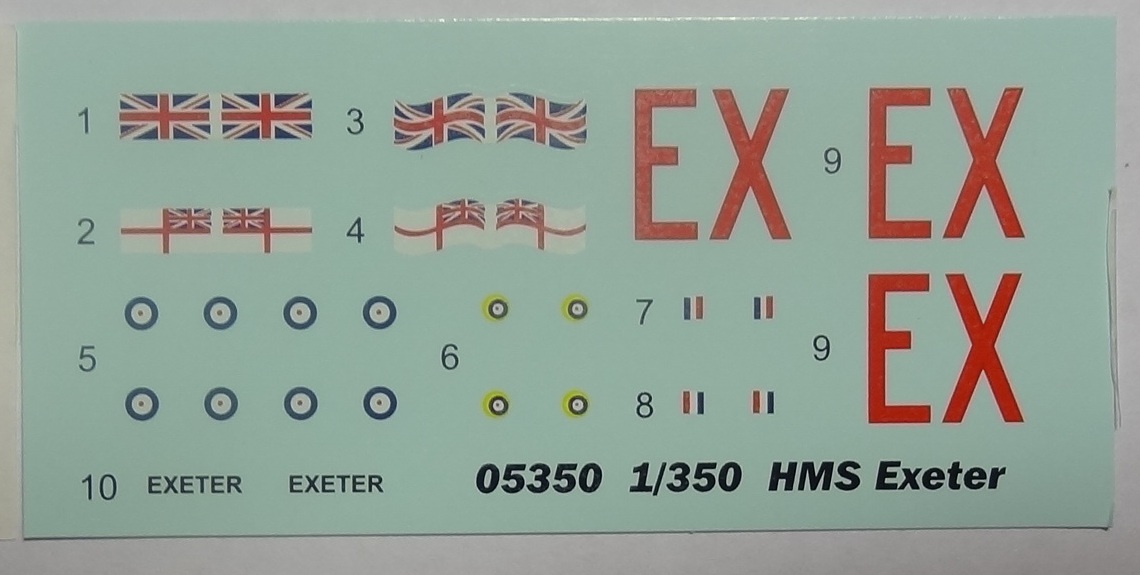 1
3
EX
9
EX
2
4
5
6
7
8
9
EX
10 EXETER EXETER
05350 1/350 HMS Exeter